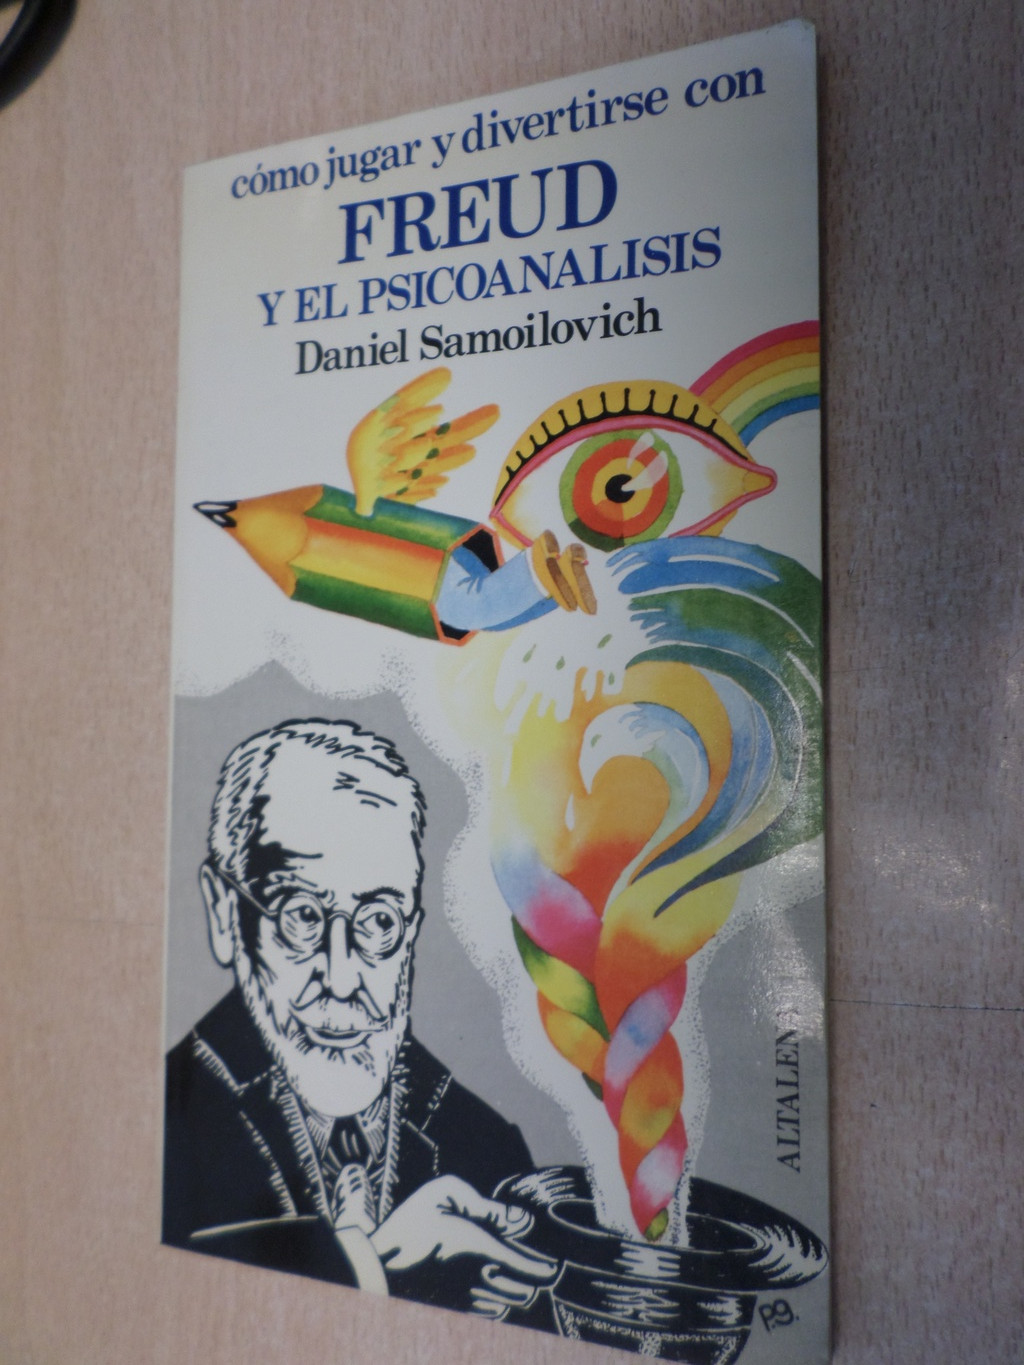 cómo jugar y divertirse con
FREUD
Y EL PSICOANALISIS
Daniel Samoilovich
ALTALEN
p.g.